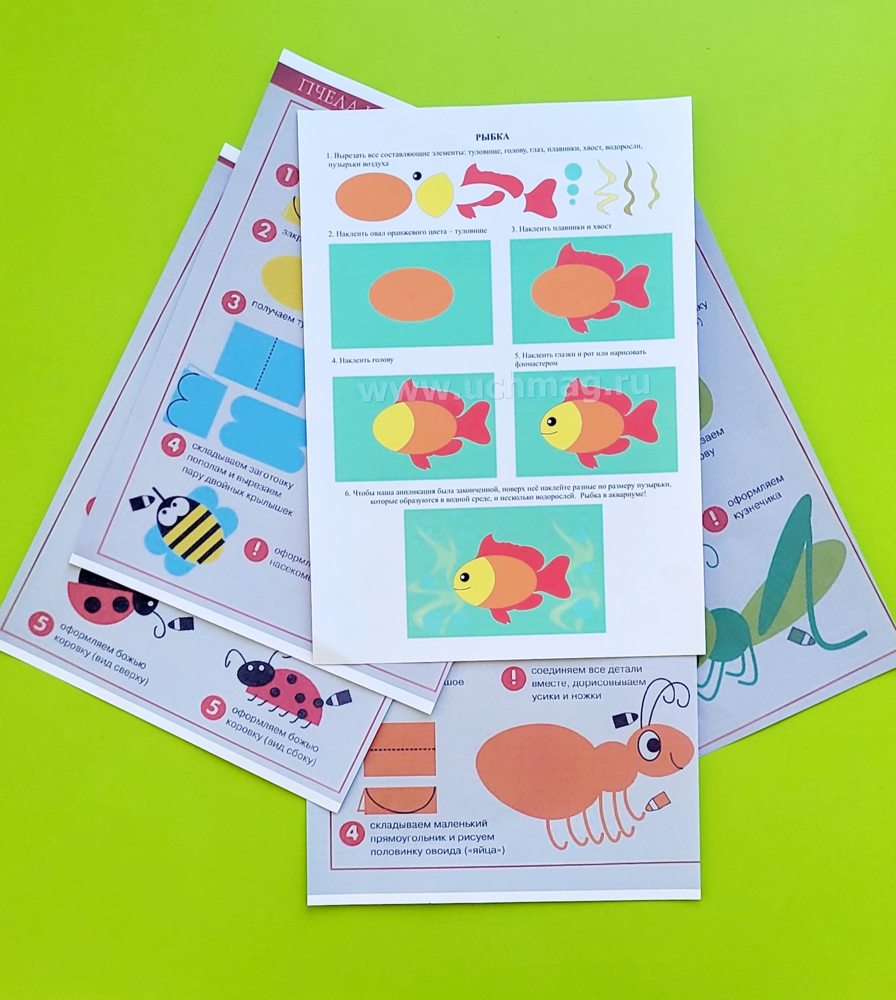 РЫБКА
1. Вырезать все составляющие элементы: туловище, голову, глаз, плавники, хвост, водоросли,
пузырьки воздуха
2. Наклеить овал оранжевого цвета – туловище
3. Наклеить плавники и хвост
4. Наклеить голову
5. Наклеить глазки и рот или нарисовать
фломастером
www.uchmag.ru
6. Чтобы наша аппликация была законченной, поверх неё наклейте разные по размеру пузырьки,
которые образуются в водной среде, и несколько водорослей. Рыбка в аквариуме!
ПЧЕЛА
1
2
3 получаем
4 складываем заготовку
пополам и вырезаем
пару двойных крылышек
!
5 оформляем божью
коровку (вид сверху)
5 оформляем божью
коровку (вид сбоку)
! соединяем все детали
вместе, дорисовываем
усики и ножки
4 складываем маленький
прямоугольник и рисуем
половинку овоида («яйца»)
! оформляем
кузнечика